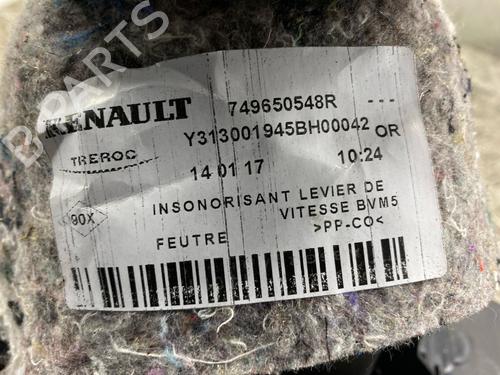 B-PARTS
RENAULT 749650548R ---
Y313001945BH00042 OR
TREROC
14 01 17 10:24
90X
INSONORISANT LEVIER DE
VITESSE BVM5
FEUTRE >PP-CO<